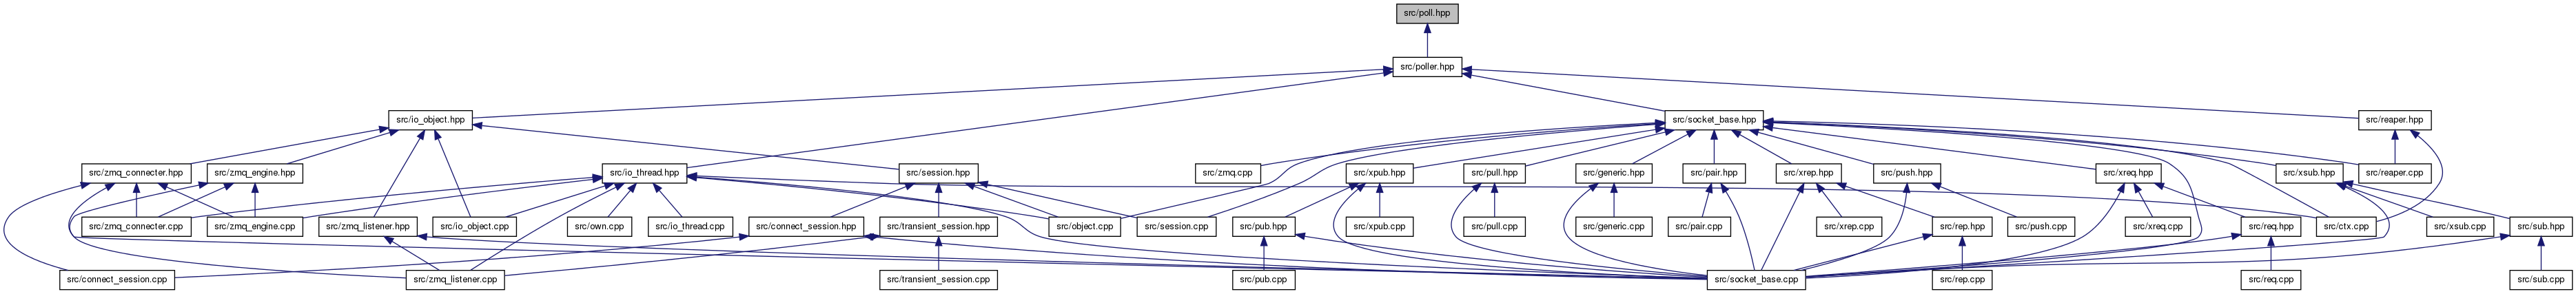 src/poll.hpp
src/poller.hpp
src/io_object.hpp
src/socket_base.hpp
src/reaper.hpp
src/zmq_connecter.hpp
src/zmq_engine.hpp
src/io_thread.hpp
src/session.hpp
src/zmq.cpp
src/xpub.hpp
src/pull.hpp
src/generic.hpp
src/pair.hpp
src/xrep.hpp
src/push.hpp
src/xreq.hpp
src/xsub.hpp
src/reaper.cpp
src/zmq_connecter.cpp
src/zmq_engine.cpp
src/zmq_listener.hpp
src/io_object.cpp
src/own.cpp
src/io_thread.cpp
src/connect_session.hpp
src/transient_session.hpp
src/object.cpp
src/session.cpp
src/pub.hpp
src/xpub.cpp
src/pull.cpp
src/generic.cpp
src/pair.cpp
src/xrep.cpp
src/rep.hpp
src/push.cpp
src/xreq.cpp
src/req.hpp
src/ctx.cpp
src/xsub.cpp
src/sub.hpp
src/connect_session.cpp
src/zmq_listener.cpp
src/transient_session.cpp
src/pub.cpp
src/socket_base.cpp
src/rep.cpp
src/req.cpp
src/sub.cpp